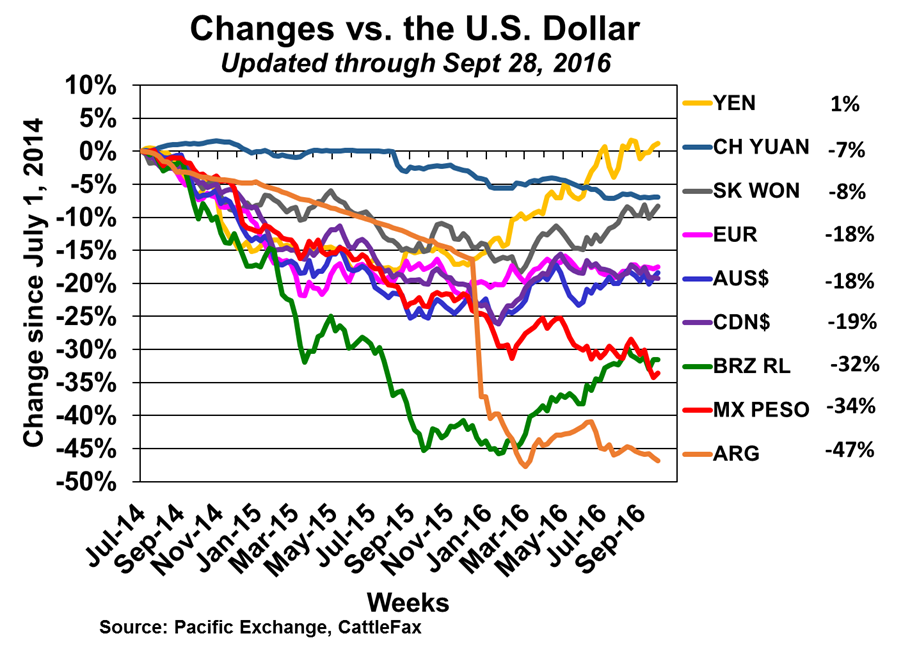 Changes vs. the U.S. Dollar
Updated through Sept 28, 2016
Change since July 1, 2014
10%
5%
0%
-5%
-10%
-15%
-20%
-25%
-30%
-35%
-40%
-45%
-50%
YEN 1%
CH YUAN -7%
SK WON -8%
EUR -18%
AUS$ -18%
CDN$ -19%
BRZ RL -32%
MX PESO -34%
ARG -47%
Jul-14 Sep-14 Nov-14 Jan-15 Mar-15 May-15 Jul-15 Sep-15 Nov-15 Jan-16 Mar-16 May-16 Jul-16 Sep-16
Weeks
Source: Pacific Exchange, CattleFax